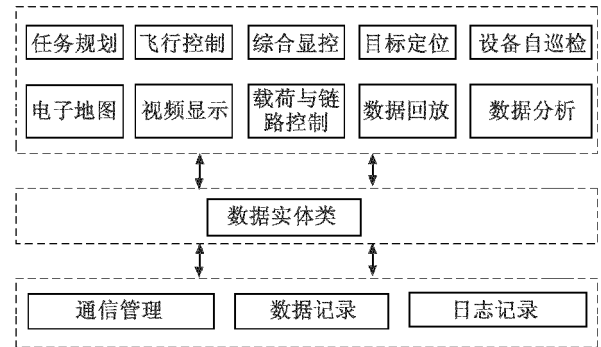 任务规划 飞行控制 综合显控 目标定位 设备自巡检
电子地图 视频显示 载荷与链路控制 数据回放 数据分析
数据实体类
通信管理 数据记录 日志记录